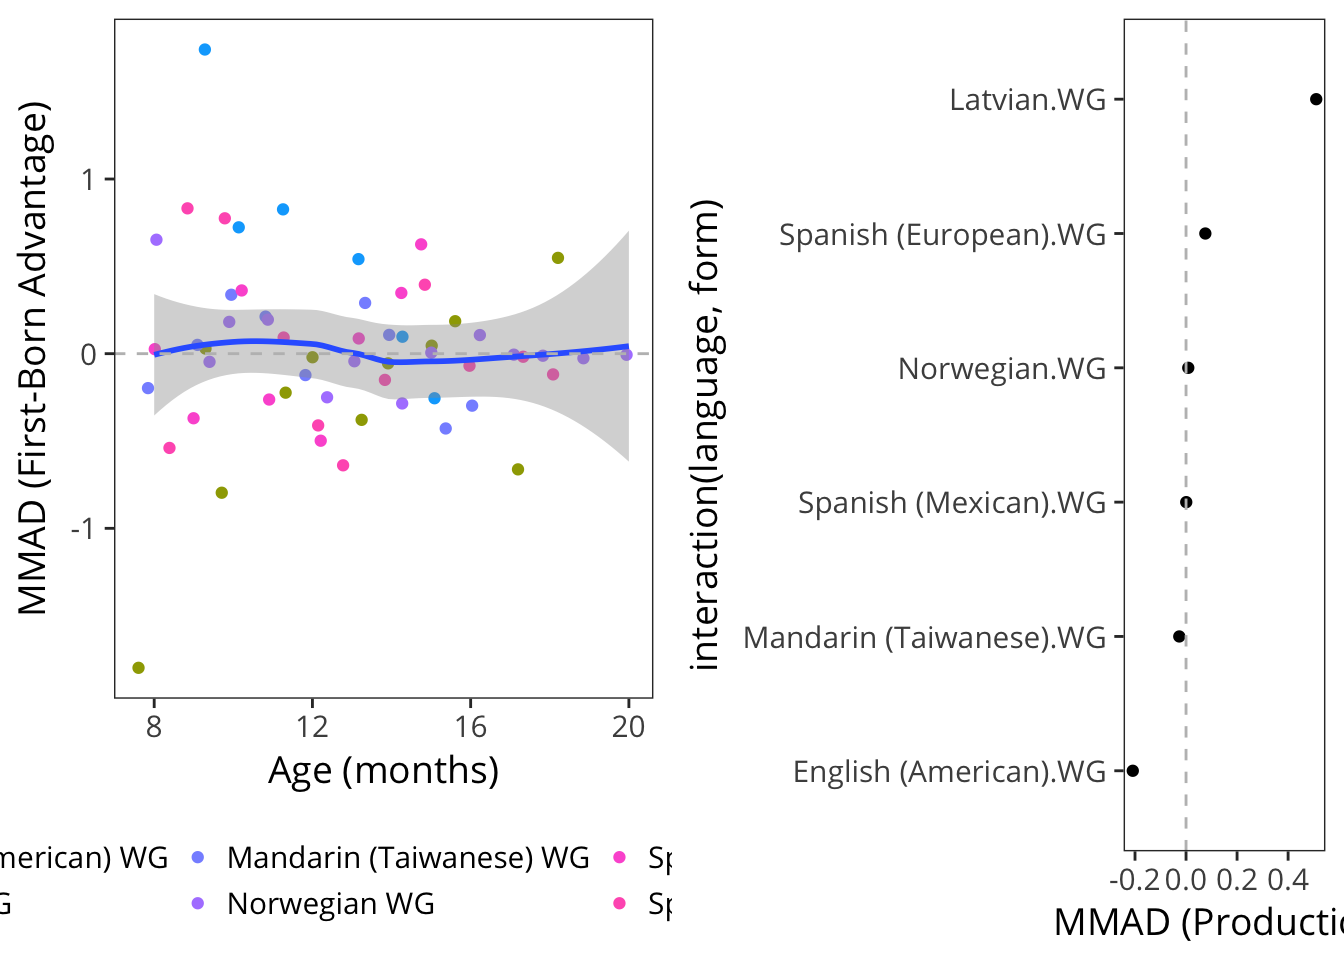 MMAD (First-Born Advantage)
1
0
-1
8 12 16 20
Age (months)
merican) WG Mandarin (Taiwanese) WG Sp
G Norwegian WG Sp
interaction(language, form)
Latvian.WG
Spanish (European).WG
Norwegian.WG
Spanish (Mexican).WG
Mandarin (Taiwanese).WG
English (American).WG
-0.2 0.0 0.2 0.4
MMAD (Productio